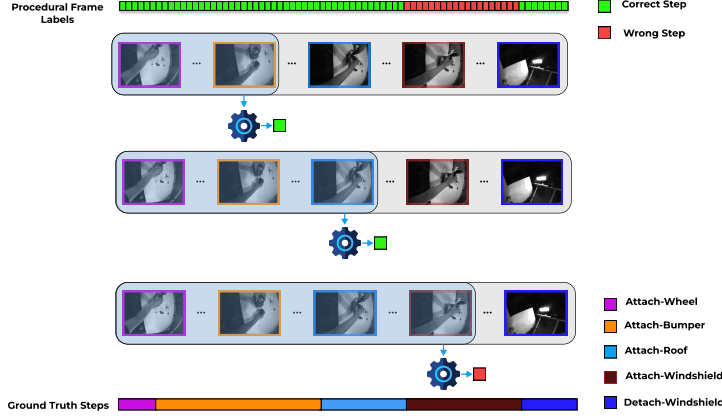 Procedural Frame
Labels
Correct Step
Wrong Step
...
...
...
...
...
...
...
...
...
...
...
...
Attach-Wheel
Attach-Bumper
Attach-Roof
Attach-Windshield
Detach-Windshield
Ground Truth Steps